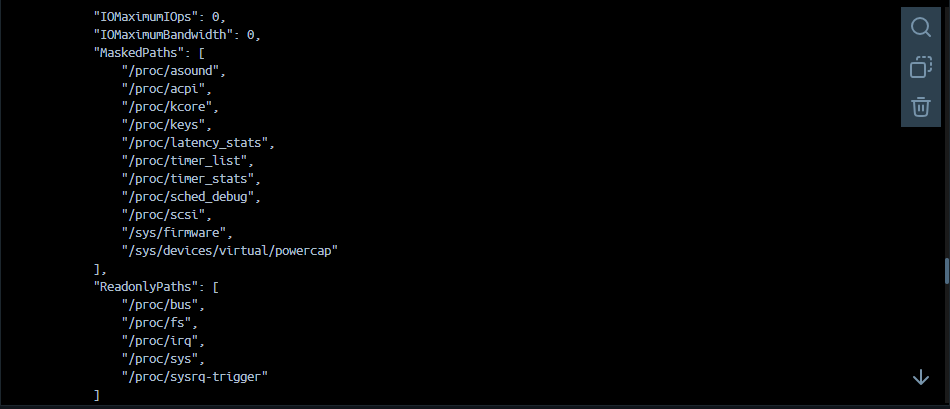 "IOMaximumIOps": 0,
"IOMaximumBandwidth": 0,
"MaskedPaths": [
"/proc/asound",
"/proc/acpi",
"/proc/kcore",
"/proc/keys",
"/proc/latency_stats",
"/proc/timer_list",
"/proc/timer_stats",
"/proc/sched_debug",
"/proc/scsi",
"/sys/firmware",
"/sys/devices/virtual/powercap"
],
"ReadonlyPaths": [
"/proc/bus",
"/proc/fs",
"/proc/irq",
"/proc/sys",
"/proc/sysrq-trigger"
]